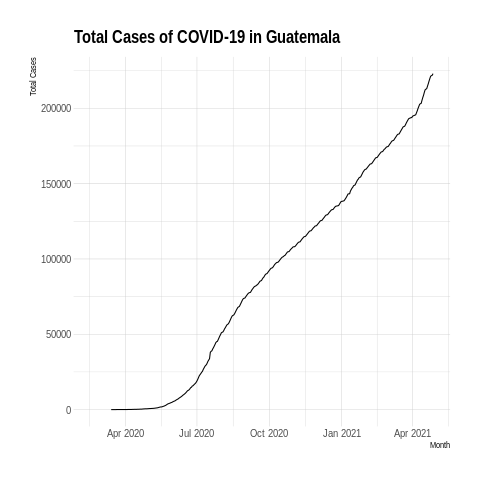 Total Cases of COVID-19 in Guatemala
Total Cases
200000
150000
100000
50000
0
Apr 2020 Jul 2020 Oct 2020 Jan 2021 Apr 2021
Month